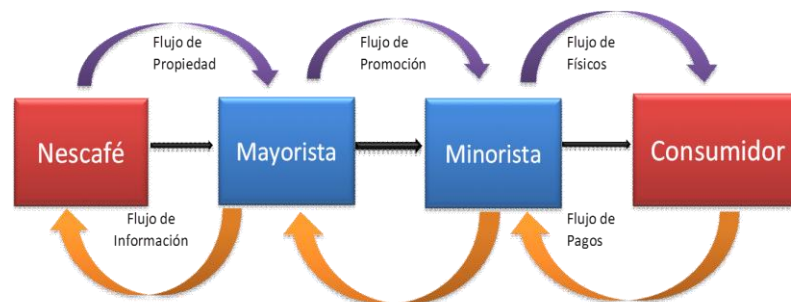 Flujo de
Propiedad
Flujo de
Promoción
Flujo de
Físicos
Nescafé
Mayorista
Minorista
Consumidor
Flujo de
Información
Flujo de
Pagos